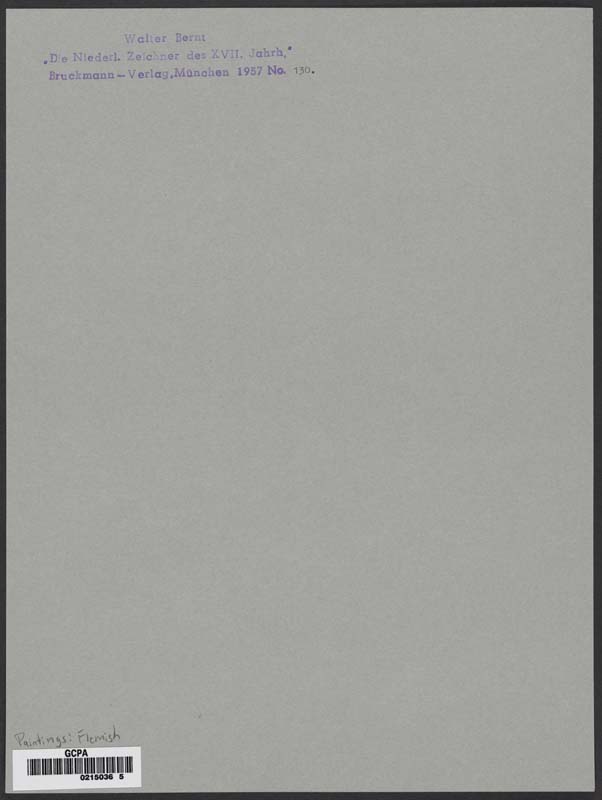 Walter Bernt
„Die Niederl. Zeichner des XVII. Jahrh,“
Bruckmann—Verlag, München 1957 No. 130.
Paintings: Flemish
GCPA
0215036 5